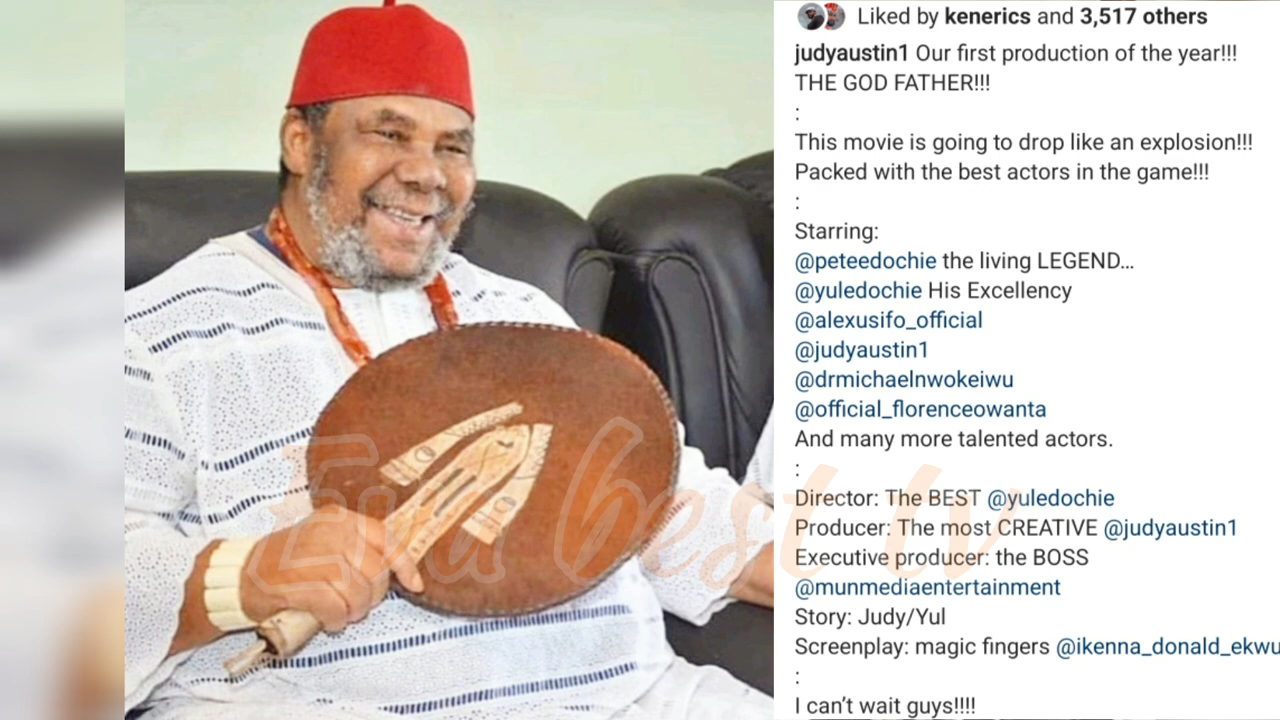 Liked by kenerics and 3,517 others
judyaustin1 Our first production of the year!!!
THE GOD FATHER!!!
:
This movie is going to drop like an explosion!!!
Packed with the best actors in the game!!!
:
Starring:
@peteedochie the living LEGEND...
@yuledochie His Excellency
@alexusifo_official
@judyaustin1
@drmichaelnwokeiwu
@official_florenceowanta
And many more talented actors.
:
Director: The BEST @yuledochie
Producer: The most CREATIVE @judyaustin1
Executive producer: the BOSS
@munmediaentertainment
Story: Judy/Yul
Screenplay: magic fingers @ikenna_donald_ekwu
:
I can't wait guys!!!!
Eva best tv